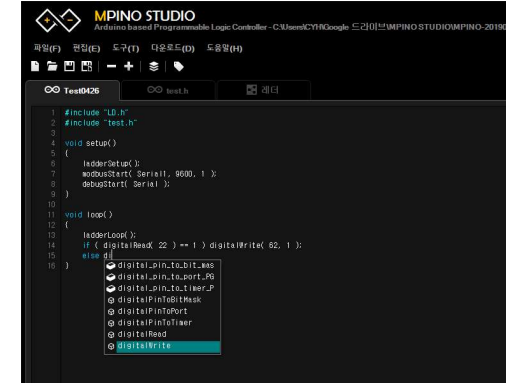 MPINO STUDIO
Arduino based Programmable Logic Controller - C:\Users\CYH\Google 드라이브\MPINO STUDIO\MPINO-2019
파일(F) 편집(E) 도구(T) 다운로드(D) 도움말(H)
Test0426 test.h 레더
1 #include "LD.h"
2 #include "test.h"
3
4 void setup()
5 {
6 ladderSetup( );
7 modbusStart( Serial1, 9600, 1 );
8 debugStart( Serial );
9 }
10
11 void loop()
12 {
13 ladderLoop( );
14 if ( digitalRead( 22 ) == 1 ) digitalWrite( 62, 1 );
15 else di
16 }
digital_pin_to_bit_mas
digital_pin_to_port_PG
digital_pin_to_timer_P
digitalPinToBitMask
digitalPinToPort
digitalPinToTimer
digitalRead
digitalWrite